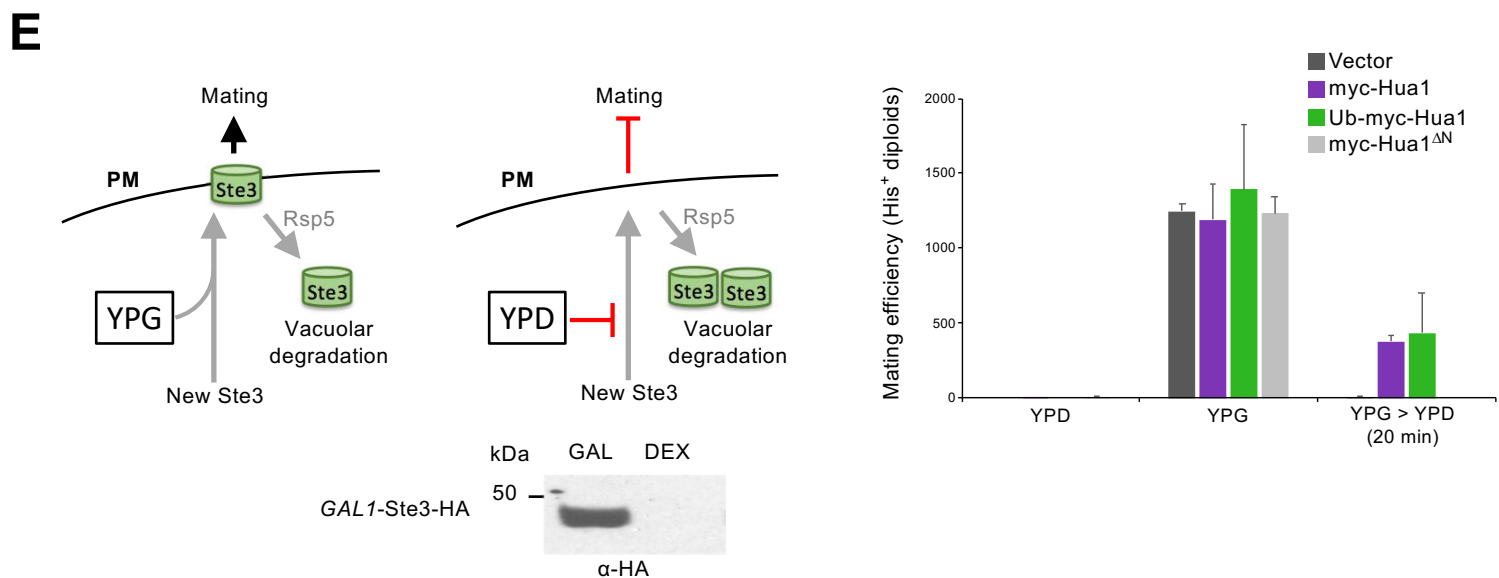 E
Mating
PM
Ste3
Rsp5
YPG
Ste3
Vacuolar
degradation
New Ste3
Mating
PM
Rsp5
YPD
Ste3 Ste3
Vacuolar
degradation
New Ste3
kDa GAL DEX
50
GAL1-Ste3-HA
α-HA
Vector
myc-Hua1
Ub-myc-Hua1
myc-Hua1ΔN
Mating efficiency (His+ diploids)
2000
1500
1000
500
0
YPD YPG YPG > YPD
(20 min)